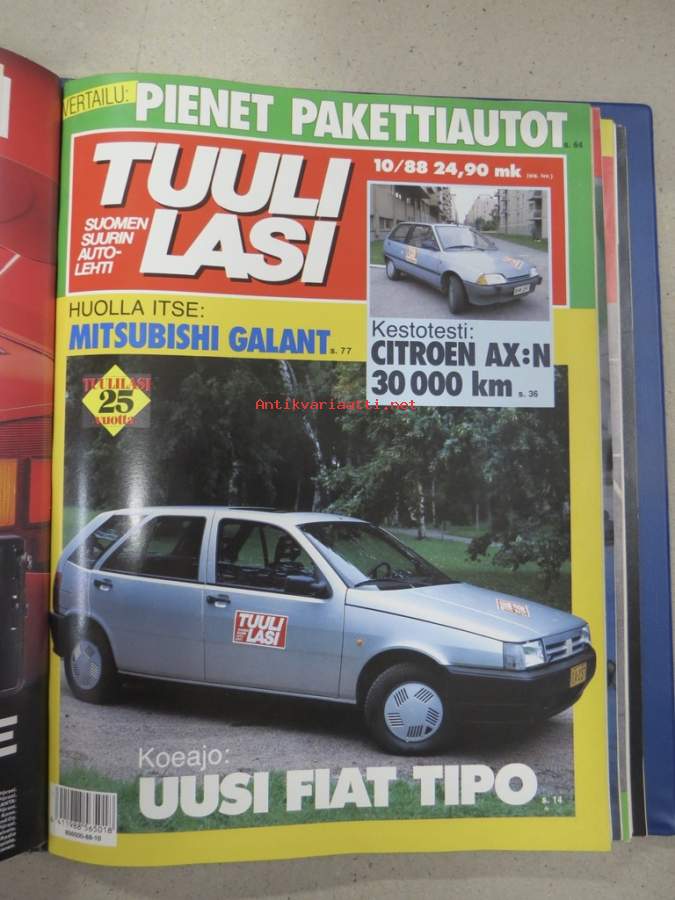 VERTAILU: PIENET PAKETTIAUTOT s. 64
TUULI
LASI
SUOMEN
SUURIN
AUTO-
LEHTI
10/88 24,90 mk
HUOLLA ITSE:
MITSUBISHI GALANT s. 77
Kestotesti:
CITROEN AX:N
30 000 km s. 36
TUULILASI
25
vuotta
Antikvariaatti.net
TUULI
LASI
Koeajo:
UUSI FIAT TIPO s. 14
E